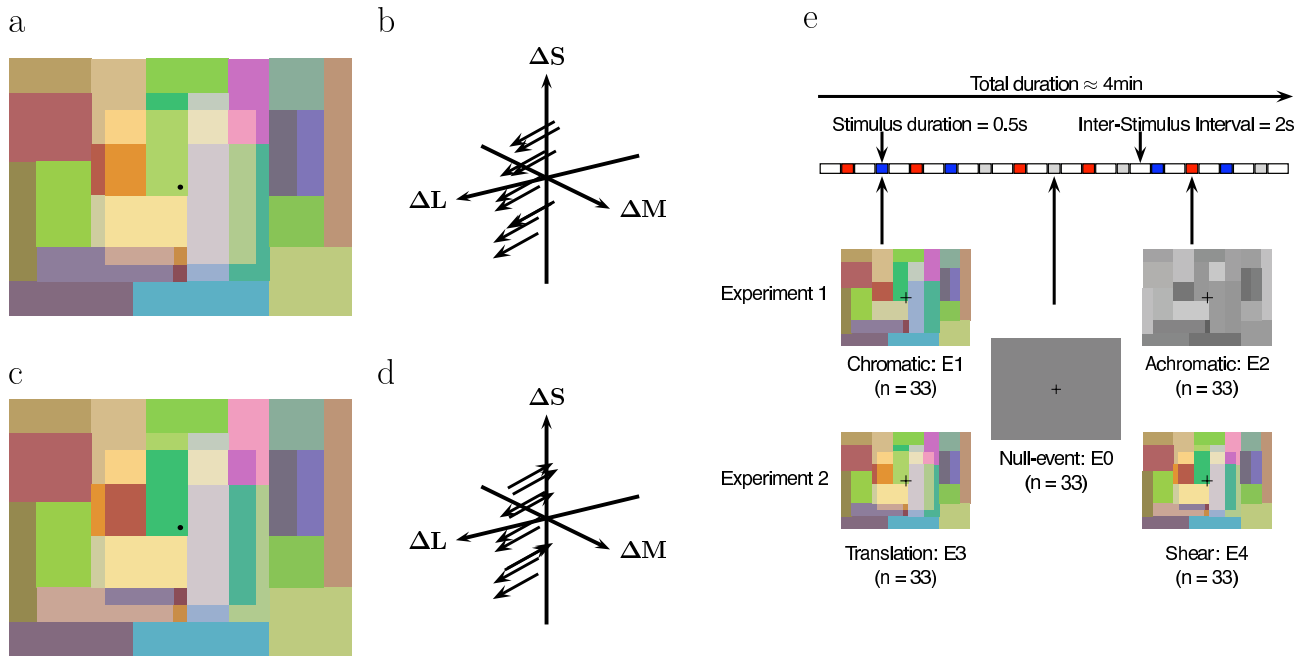 a
b
ΔS
ΔL
ΔM
c
d
ΔS
ΔL
ΔM
e
Total duration ≈ 4min
Stimulus duration = 0.5s
Inter-Stimulus Interval = 2s
Experiment 1
Chromatic: E1
(n = 33)
Achromatic: E2
(n = 33)
Null-event: E0
(n = 33)
Experiment 2
Translation: E3
(n = 33)
Shear: E4
(n = 33)